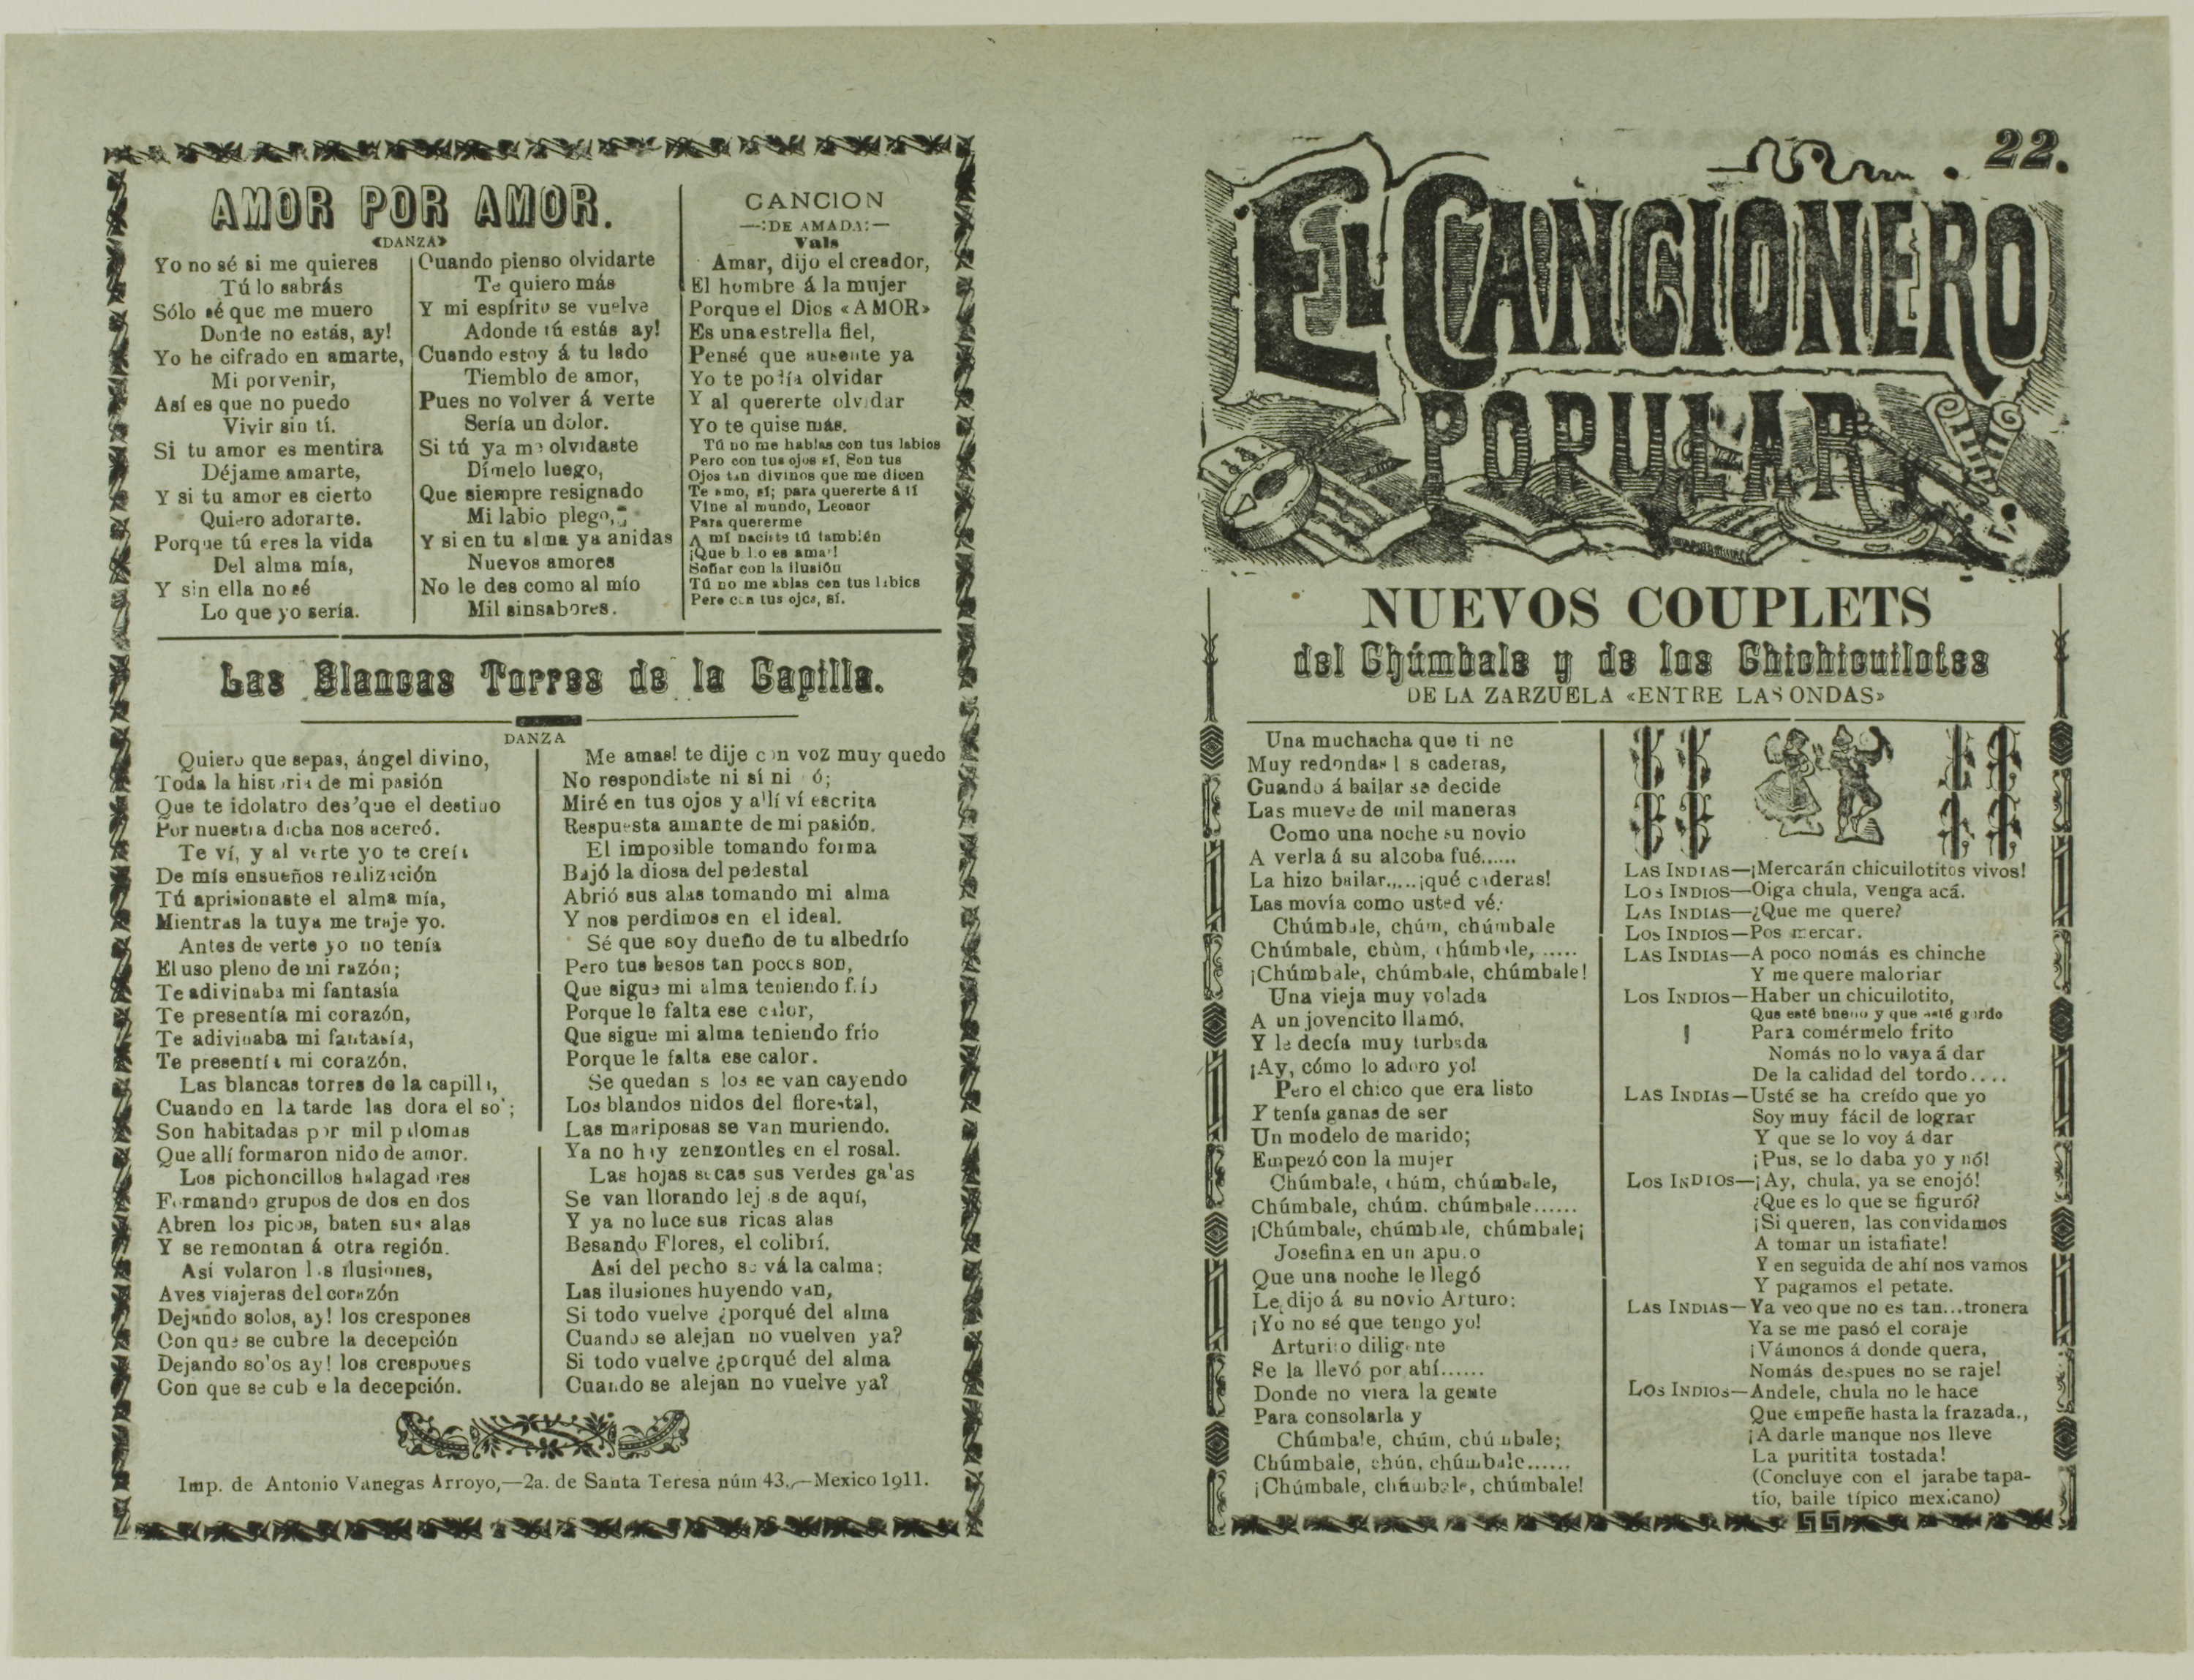 AMOR POR AMOR.
«DANZA»
Yo no sé si me quieres
Tú lo sabrás
Sólo sé que me muero
Donde no estás, ay!
Yo he cifrado en amarte,
Mi porvenir,
Así es que no puedo
Vivir sin tí.
Si tu amor es mentira
Déjame amarte,
Y si tu amor es cierto
Quiero adorarte.
Porque tú eres la vida
Del alma mía,
Y sin ella no sé
Lo que yo sería.
Cuando pienso olvidarte
Te quiero más
Y mi espírito se vuelve
Adonde tú estás ay!
Cuando estoy á tu lado
Tiemblo de amor,
Pues no volver á verte
Sería un dolor.
Si tú ya me olvidaste
Dímelo luego,
Que siempre resignado
Mi labio plego,
Y si en tu alma ya anidas
Nuevos amores
No le des como al mío
Mil sinsabores.
CANCION
—:DE AMADA:—
Vals
Amar, dijo el creador,
El hombre á la mujer
Porque el Dios «AMOR»
Es una estrella fiel,
Pensé que ausente ya
Yo te podía olvidar
Y al quererte olvidar
Yo te quise más.
Tú no me hablas con tus labios
Pero con tus ojos sí, Son tus
Ojos tan divinos que me dicen
Te amo, sí; para quererte á tí
Vine al mundo, Leonor
Para quererme
A mí naciste tú también
¡Que b l o es amar!
Soñar con la ilusión
Tú no me ablas con tus labios
Pero con tus ojos, sí.
Las Blancas Torres de la Capilla.
DANZA
Quiero que sepas, ángel divino,
Toda la historia de mi pasión
Que te idolatro des'que el destino
Por nuestra dicha nos acercó.
Te ví, y al verte yo te creía
De mís ensueños realización
Tú aprisionaste el alma mía,
Mientras la tuya me traje yo.
Antes de verte yo no tenía
El uso pleno de mi razón;
Te adivinaba mi fantasía
Te presentía mi corazón,
Te adivinaba mi fantasía,
Te presentía mi corazón.
Las blancas torres de la capilla,
Cuando en la tarde las dora el so';
Son habitadas por mil palomas
Que allí formaron nido de amor.
Los pichoncillos halagadores
Formando grupos de dos en dos
Abren los picos, baten sus alas
Y se remontan á otra región.
Así volaron las ilusiones,
Aves viajeras del corazón
Dejando solos, ay! los crespones
Con que se cubre la decepción
Dejando so'os ay! los crespones
Con que se cub e la decepción.
Me amas! te dije con voz muy quedo
No respondiste ni sí ni ó;
Miré en tus ojos y a'lí ví escrita
Respuesta amante de mi pasión.
El imposible tomando forma
Bajó la diosa del pedestal
Abrió sus alas tomando mi alma
Y nos perdimos en el ideal.
Sé que soy dueño de tu albedrío
Pero tus besos tan pocos son,
Que sigue mi alma teniendo frío
Porque le falta ese calor,
Que sigue mi alma teniendo frío
Porque le falta ese calor.
Se quedan s los se van cayendo
Los blandos nidos del florestal,
Las mariposas se van muriendo.
Ya no hay zenzontles en el rosal.
Las hojas secas sus verdes ga'as
Se van llorando lejos de aquí,
Y ya no luce sus ricas alas
Besando Flores, el colibrí.
Así del pecho se vá la calma;
Las ilusiones huyendo van,
Si todo vuelve ¿porqué del alma
Cuando se alejan no vuelven ya?
Si todo vuelve ¿porqué del alma
Cuando se alejan no vuelve ya?
Imp. de Antonio Vanegas Arroyo,—2a. de Santa Teresa núm 43.—Mexico 1911.
22.
El CANCIONERO
POPULAR
NUEVOS COUPLETS
del Chúmbale y de los Chichicuilotes
DE LA ZARZUELA «ENTRE LAS ONDAS»
Una muchacha que ti ne
Muy redondas l s caderas,
Cuando á bailar se decide
Las mueve de mil maneras
Como una noche su novio
A verla á su alcoba fué......
La hizo bailar.....¡qué caderas!
Las movía como usted vé:
Chúmbale, chúm, chúmbale
Chúmbale, chùm, chúmbale, .....
¡Chúmbale, chúmbale, chúmbale!
Una vieja muy volada
A un jovencito llamó,
Y le decía muy turbada
¡Ay, cómo lo adoro yo!
Pero el chico que era listo
Y tenía ganas de ser
Un modelo de marido;
Empezó con la mujer
Chúmbale, chúm, chúmbale,
Chúmbale, chúm. chúmbale......
¡Chúmbale, chúmbale, chúmbale¡
Josefina en un apuro
Que una noche le llegó
Le dijo á su novio Arturo:
¡Yo no sé que tengo yo!
Arturito diligente
Se la llevó por ahí......
Donde no viera la gente
Para consolarla y
Chúmbale, chúm, chúmbale;
Chúmbale, chún, chúmbale......
¡Chúmbale, chúmbale, chúmbale!
LAS INDIAS—¡Mercarán chicuilotitos vivos!
LOS INDIOS—Oiga chula, venga acá.
LAS INDIAS—¿Que me quere?
LOS INDIOS—Pos mercar.
LAS INDIAS—A poco nomás es chinche
Y me quere maloriar
LOS INDIOS—Haber un chicuilotito,
Que esté bneno y que esté gordo
Para comérmelo frito
Nomás no lo vaya á dar
De la calidad del tordo....
LAS INDIAS—Usté se ha creído que yo
Soy muy fácil de lograr
Y que se lo voy á dar
¡Pus, se lo daba yo y nó!
LOS INDIOS—¡Ay, chula, ya se enojó!
¿Que es lo que se figuró?
¡Si queren, las convidamos
A tomar un istafiate!
Y en seguida de ahí nos vamos
Y pagamos el petate.
LAS INDIAS—Ya veo que no es tan...tronera
Ya se me pasó el coraje
¡Vámonos á donde quera,
Nomás despues no se raje!
LOS INDIOS—Andele, chula no le hace
Que empeñe hasta la frazada.,
¡A darle manque nos lleve
La puritita tostada!
(Concluye con el jarabe tapa-
tío, baile típico mexicano)